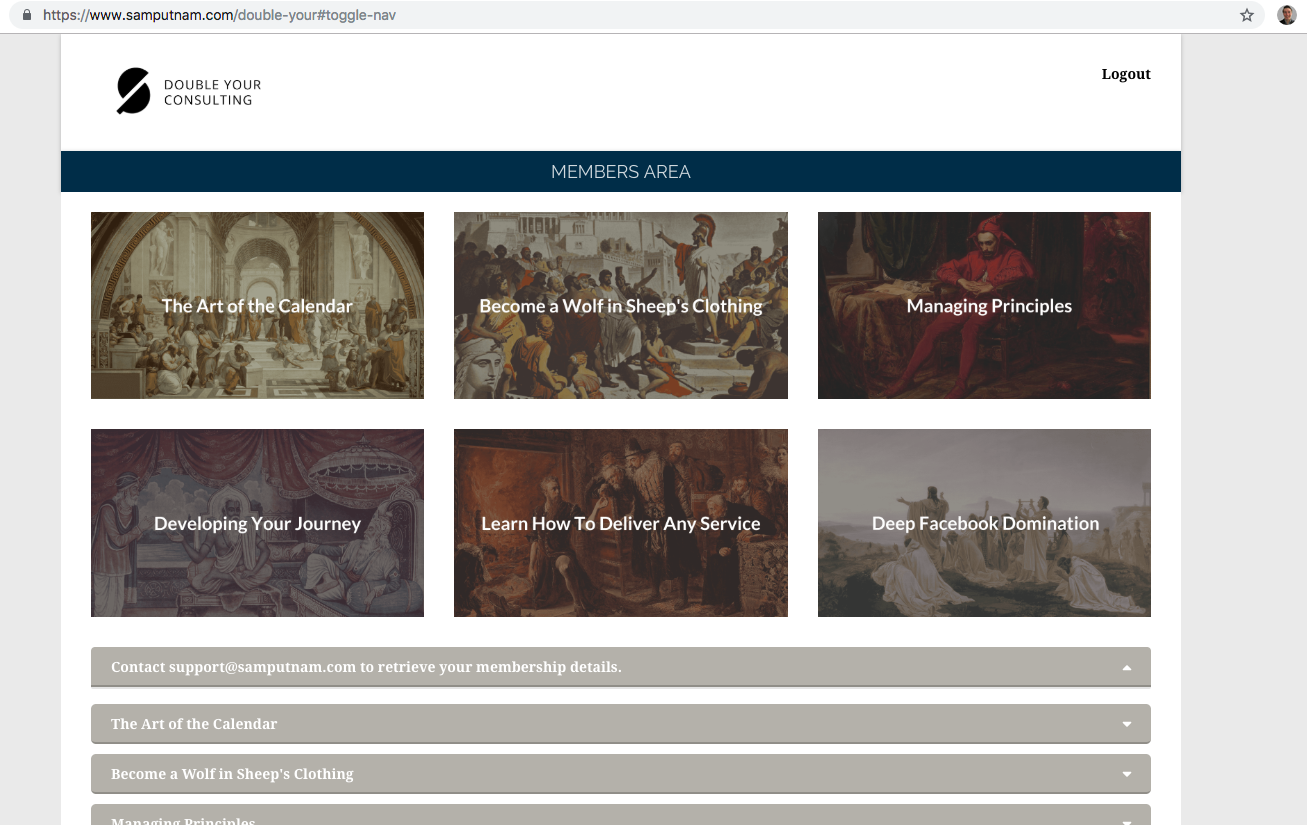 https://www.samputnam.com/double-your#toggle-nav
DOUBLE YOUR
CONSULTING
Logout
MEMBERS AREA
The Art of the Calendar
Become a Wolf in Sheep's Clothing
Managing Principles
Developing Your Journey
Learn How To Deliver Any Service
Deep Facebook Domination
Contact support@samputnam.com to retrieve your membership details.
The Art of the Calendar
Become a Wolf in Sheep's Clothing
Managing Principles